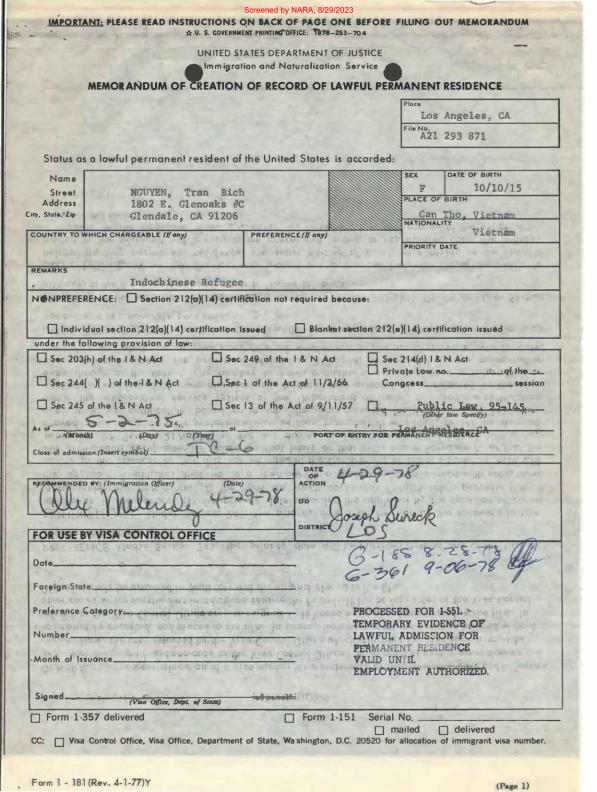 Screened by NARA, 8/29/2023
IMPORTANT: PLEASE READ INSTRUCTIONS ON BACK OF PAGE ONE BEFORE FILLING OUT MEMORANDUM
☆ U. S. GOVERNMENT PRINTING OFFICE: 1978-253-704
UNITED STATES DEPARTMENT OF JUSTICE
Immigration and Naturalization Service
MEMORANDUM OF CREATION OF RECORD OF LAWFUL PERMANENT RESIDENCE
Place
Los Angeles, CA
File No.
A21 293 871
Status as a lawful permanent resident of the United States is accorded:
Name
Street
Address
City, State, Zip
NGUYEN, Tran Bich
1802 E. Glenoaks #C
Glendale, CA 91206
SEX
F
DATE OF BIRTH
10/10/15
PLACE OF BIRTH
Can Tho, Vietnam
NATIONALITY
Vietnam
COUNTRY TO WHICH CHARGEABLE (If any)
PREFERENCE (If any)
PRIORITY DATE
REMARKS
Indochinese Refugee
NONPREFERENCE: ☐ Section 212(a)(14) certification not required because:
☐ Individual section 212(a)(14) certification issued ☐ Blanket section 212(a)(14) certification issued
under the following provision of law:
☐ Sec 203(h) of the I & N Act ☐ Sec 249 of the I & N Act ☐ Sec 214(d) I & N Act
☐ Private Law no. of the
☐ Sec 244( )( ) of the I & N Act ☐ Sec 1 of the Act of 11/2/66 Congress, session
☐ Sec 245 of the I & N Act ☐ Sec 13 of the Act of 9/11/57 ☐ Public Law 95-145
(Other law Specify)
As of 5-2-75 at Los Angeles, CA
(Month) (Day) (Year) PORT OF ENTRY FOR PERMANENT RESIDENCE
Class of admission (Insert symbol) IC-6
RECOMMENDED BY: (Immigration Officer) (Date)
Alex Melendy 4-29-78
DATE OF ACTION 4-29-78
DD
DISTRICT
Joseph Sureck
LOS
FOR USE BY VISA CONTROL OFFICE
G-188 8-28-78
G-361 9-06-78
Date
Foreign State
Preference Category
Number
Month of Issuance
Signed
(Visa Office, Dept. of State)
PROCESSED FOR I-551.
TEMPORARY EVIDENCE OF
LAWFUL ADMISSION FOR
PERMANENT RESIDENCE
VALID UNTIL
EMPLOYMENT AUTHORIZED.
☐ Form 1-357 delivered ☐ Form 1-151 Serial No.
☐ mailed ☐ delivered
CC: ☐ Visa Control Office, Visa Office, Department of State, Washington, D.C. 20520 for allocation of immigrant visa number.
Form I - 181 (Rev. 4-1-77)Y
(Page 1)